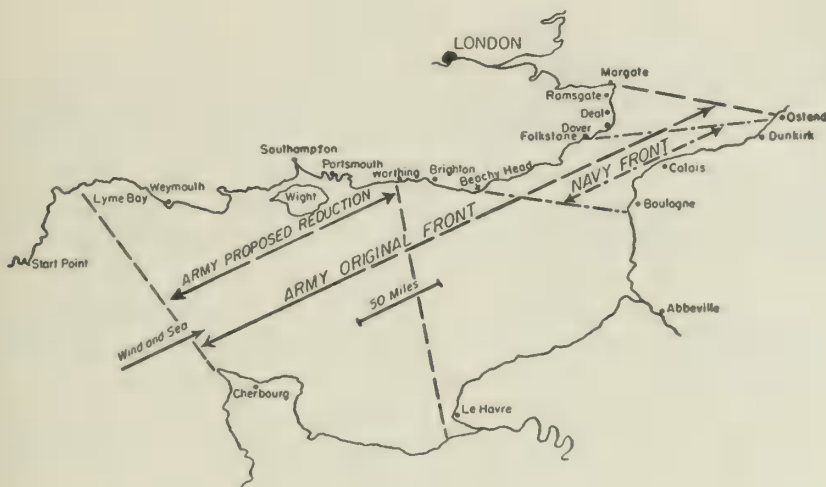 LONDON
Margate
Ramsgate
Deal
Dover
Folkstone
Ostend
Dunkirk
Calais
Southampton
Portsmouth
Worthing
Brighton
Beachy Head
NAVY FRONT
Boulogne
Weymouth
Lyme Bay
Wight
ARMY PROPOSED REDUCTION
ARMY ORIGINAL FRONT
Start Point
50 Miles
Abbeville
Wind and Sea
Cherbourg
Le Havre